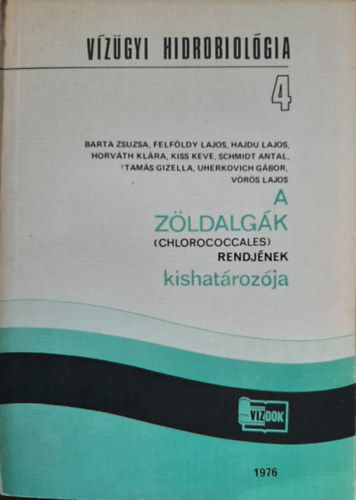 VÍZÜGYI HIDROBIOLÓGIA
4
BARTA ZSUZSA, FELFÖLDY LAJOS, HAJDU LAJOS,
HORVÁTH KLÁRA, KISS KEVE, SCHMIDT ANTAL,
†TAMÁS GIZELLA, UHERKOVICH GÁBOR,
VÖRÖS LAJOS
A
ZÖLDALGÁK
(CHLOROCOCCALES)
RENDJÉNEK
kishatározója
VIZDOK
1976